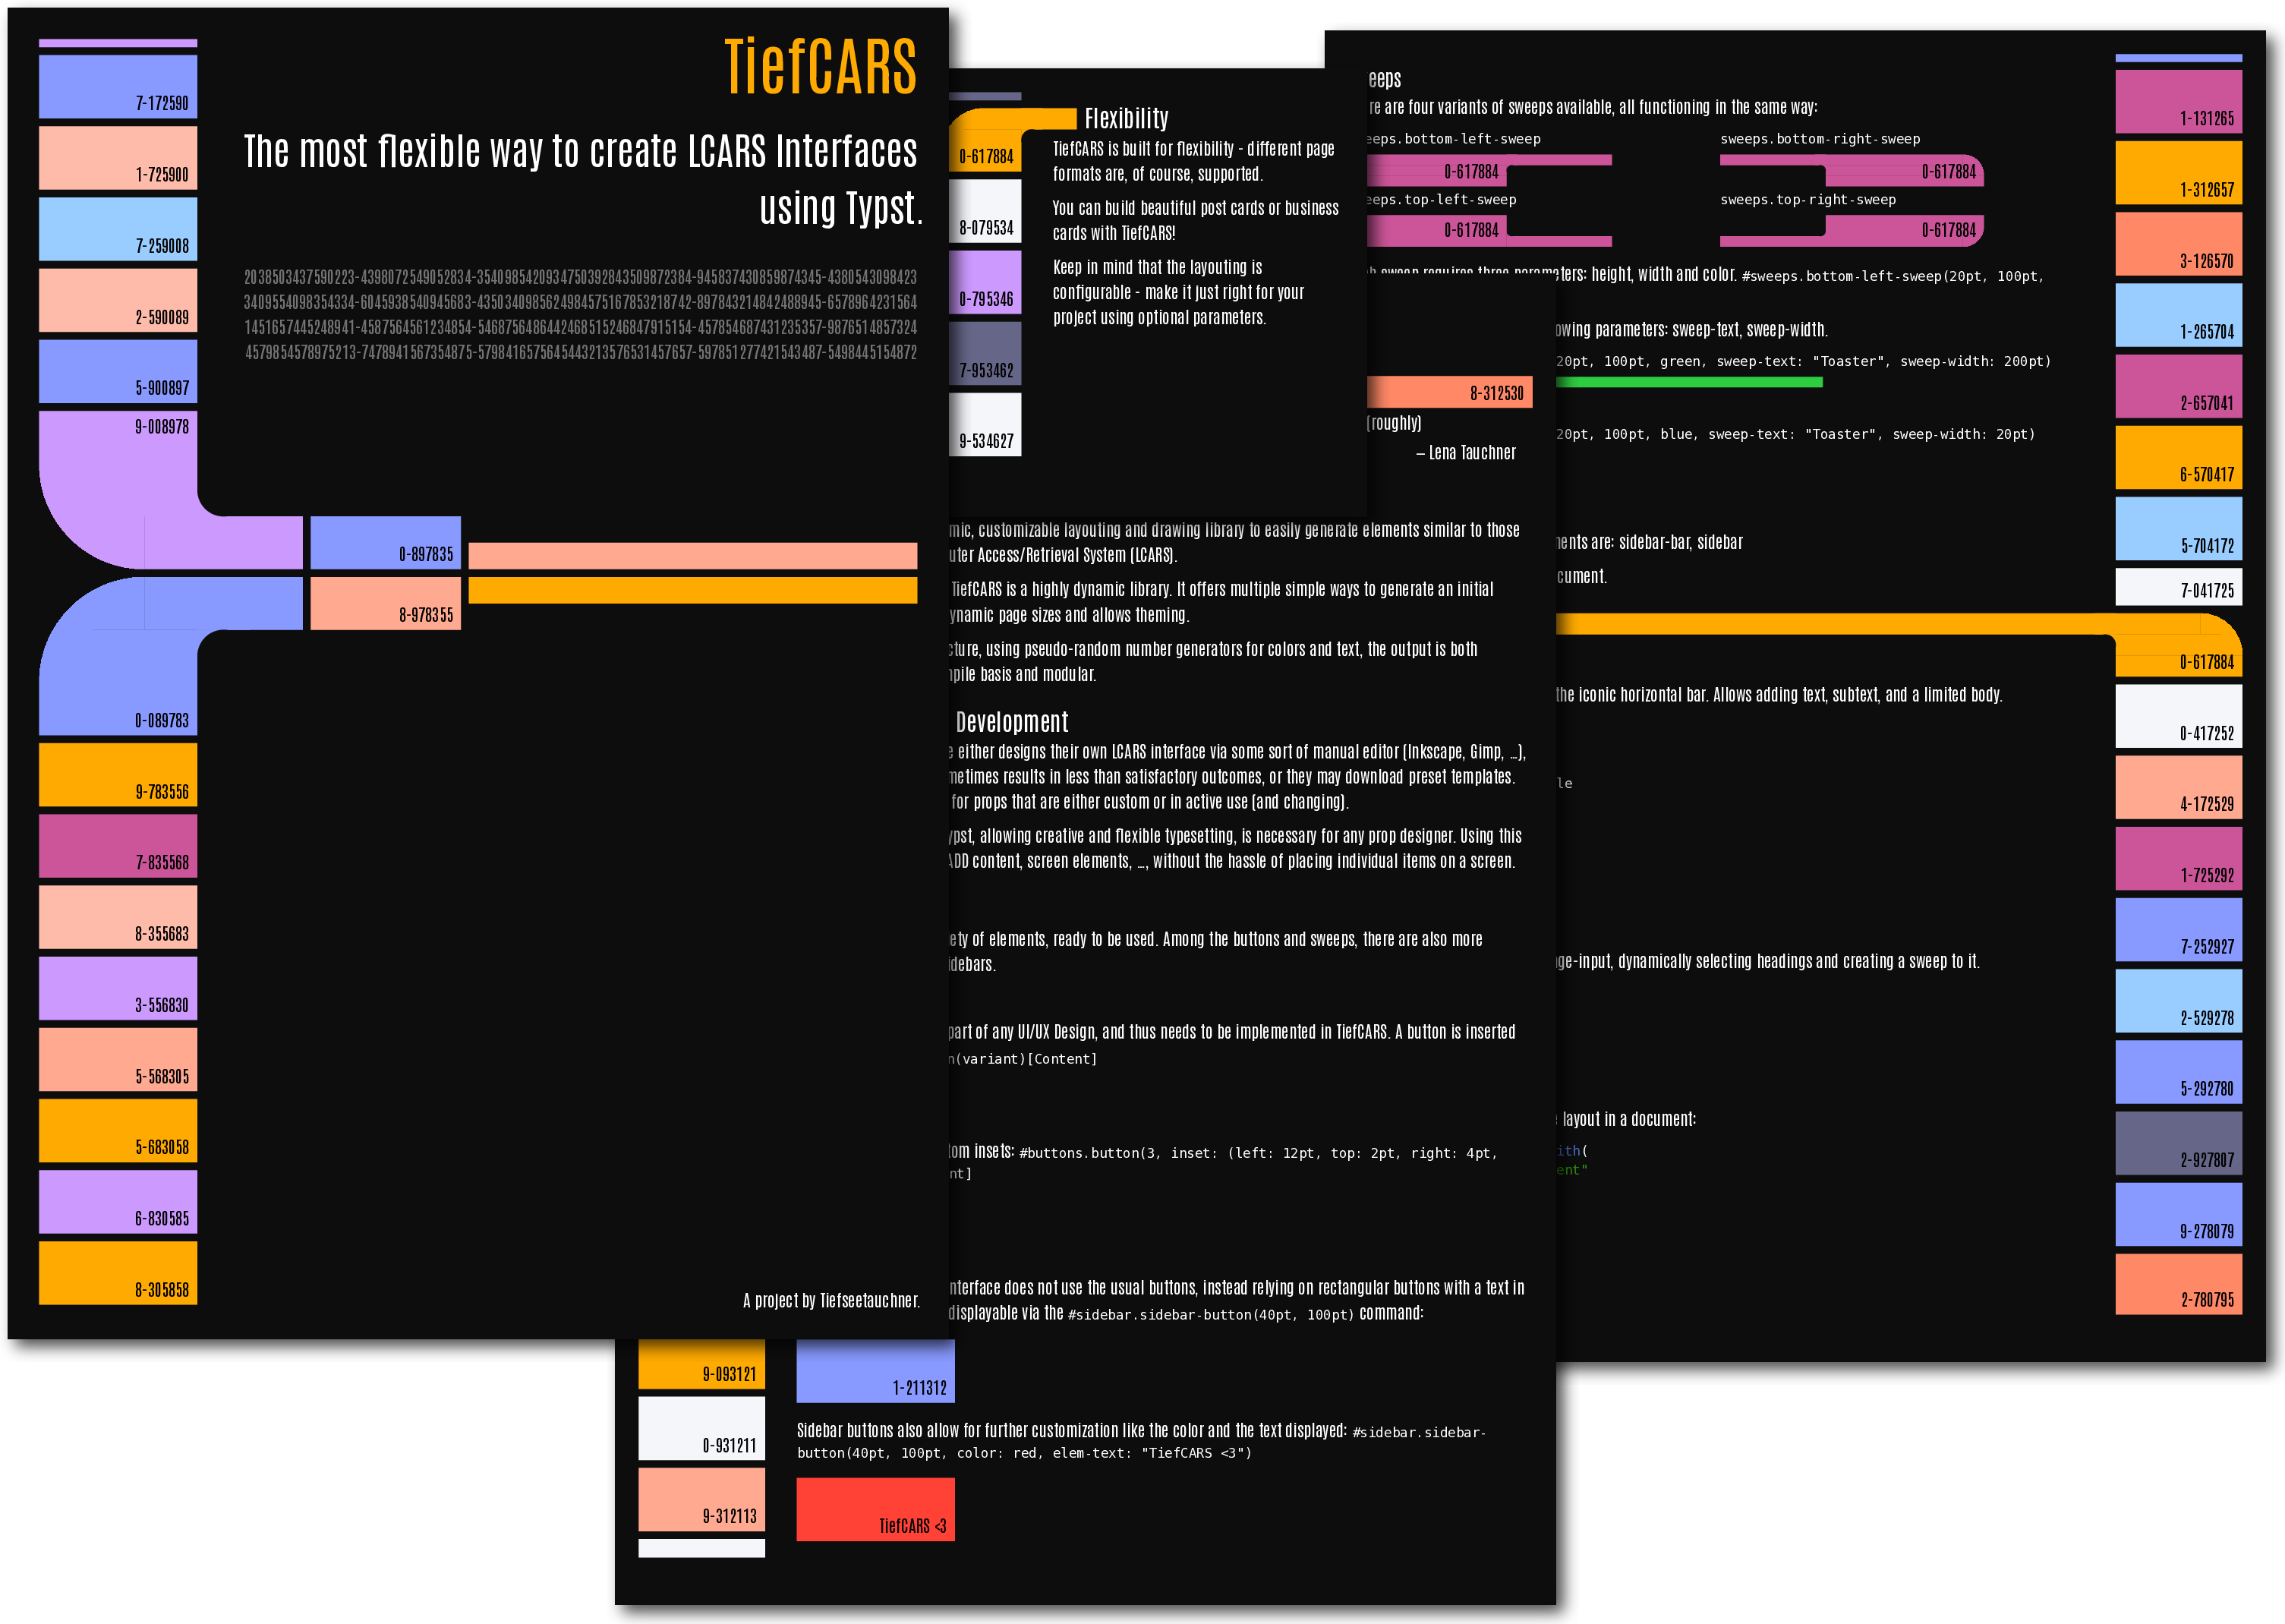 7-172590
1-725900
7-259008
2-590089
5-900897
9-008978
0-897835
8-978355
0-089783
9-783556
7-835568
8-355683
3-556830
5-568305
5-683058
6-830585
8-305858
TiefCARS
The most flexible way to create LCARS Interfaces
using Typst.
203850343759​0223-4398072549052834-3540985420934750392843509872384-945837430859874345-4380543098423
3409554098354334-6045938540945683-4350340985624984575167853218742-8978432148424889​45-6578964231564
1451657445248941-4587564561234854-5468756486442468515246847915154-457854687431235357-9876514857324
4579854578975213-7478941567354875-5798416575645443213576531457657-597851277421543487-5498445154872
A project by Tiefseetauchner.
0-617884
8-079534
0-795346
7-953462
9-534627
Flexibility
TiefCARS is built for flexibility - different page
formats are, of course, supported.
You can build beautiful post cards or business
cards with TiefCARS!
Keep in mind that the layouting is
configurable - make it just right for your
project using optional parameters.
8-312530
(roughly)
– Lena Tauchner
customizable layouting and drawing library to easily generate elements similar to those
Access/Retrieval System (LCARS).
TiefCARS is a highly dynamic library. It offers multiple simple ways to generate an initial
page sizes and allows theming.
using pseudo-random number generators for colors and text, the output is both
basis and modular.
Development
either designs their own LCARS interface via some sort of manual editor (Inkscape, Gimp, …),
results in less than satisfactory outcomes, or they may download preset templates.
for props that are either custom or in active use (and changing).
allowing creative and flexible typesetting, is necessary for any prop designer. Using this
content, screen elements, …, without the hassle of placing individual items on a screen.
of elements, ready to be used. Among the buttons and sweeps, there are also more
part of any UI/UX Design, and thus needs to be implemented in TiefCARS. A button is inserted
(variant)[Content]
insets: #buttons.button(3, inset: (left: 12pt, top: 2pt, right: 4pt,
nt]
interface does not use the usual buttons, instead relying on rectangular buttons with a text in
displayable via the #sidebar.sidebar-button(40pt, 100pt) command:
9-093121
0-931211
9-312113
1-211312
Sidebar buttons also allow for further customization like the color and the text displayed: #sidebar.sidebar-
button(40pt, 100pt, color: red, elem-text: "TiefCARS <3")
TiefCARS <3
eeps
re are four variants of sweeps available, all functioning in the same way:
eeps.bottom-left-sweep
sweeps.bottom-right-sweep
0-617884
0-617884
eeps.top-left-sweep
sweeps.top-right-sweep
0-617884
0-617884
sweep requires three parameters: height, width and color. #sweeps.bottom-left-sweep(20pt, 100pt,
owing parameters: sweep-text, sweep-width.
20pt, 100pt, green, sweep-text: "Toaster", sweep-width: 200pt)
20pt, 100pt, blue, sweep-text: "Toaster", sweep-width: 20pt)
ents are: sidebar-bar, sidebar
cument.
the iconic horizontal bar. Allows adding text, subtext, and a limited body.
le
ge-input, dynamically selecting headings and creating a sweep to it.
layout in a document:
ith(
ent"
1-131265
1-312657
3-126570
1-265704
2-657041
6-570417
5-704172
7-041725
0-617884
0-417252
4-172529
1-725292
7-252927
2-529278
5-292780
2-927807
9-278079
2-780795